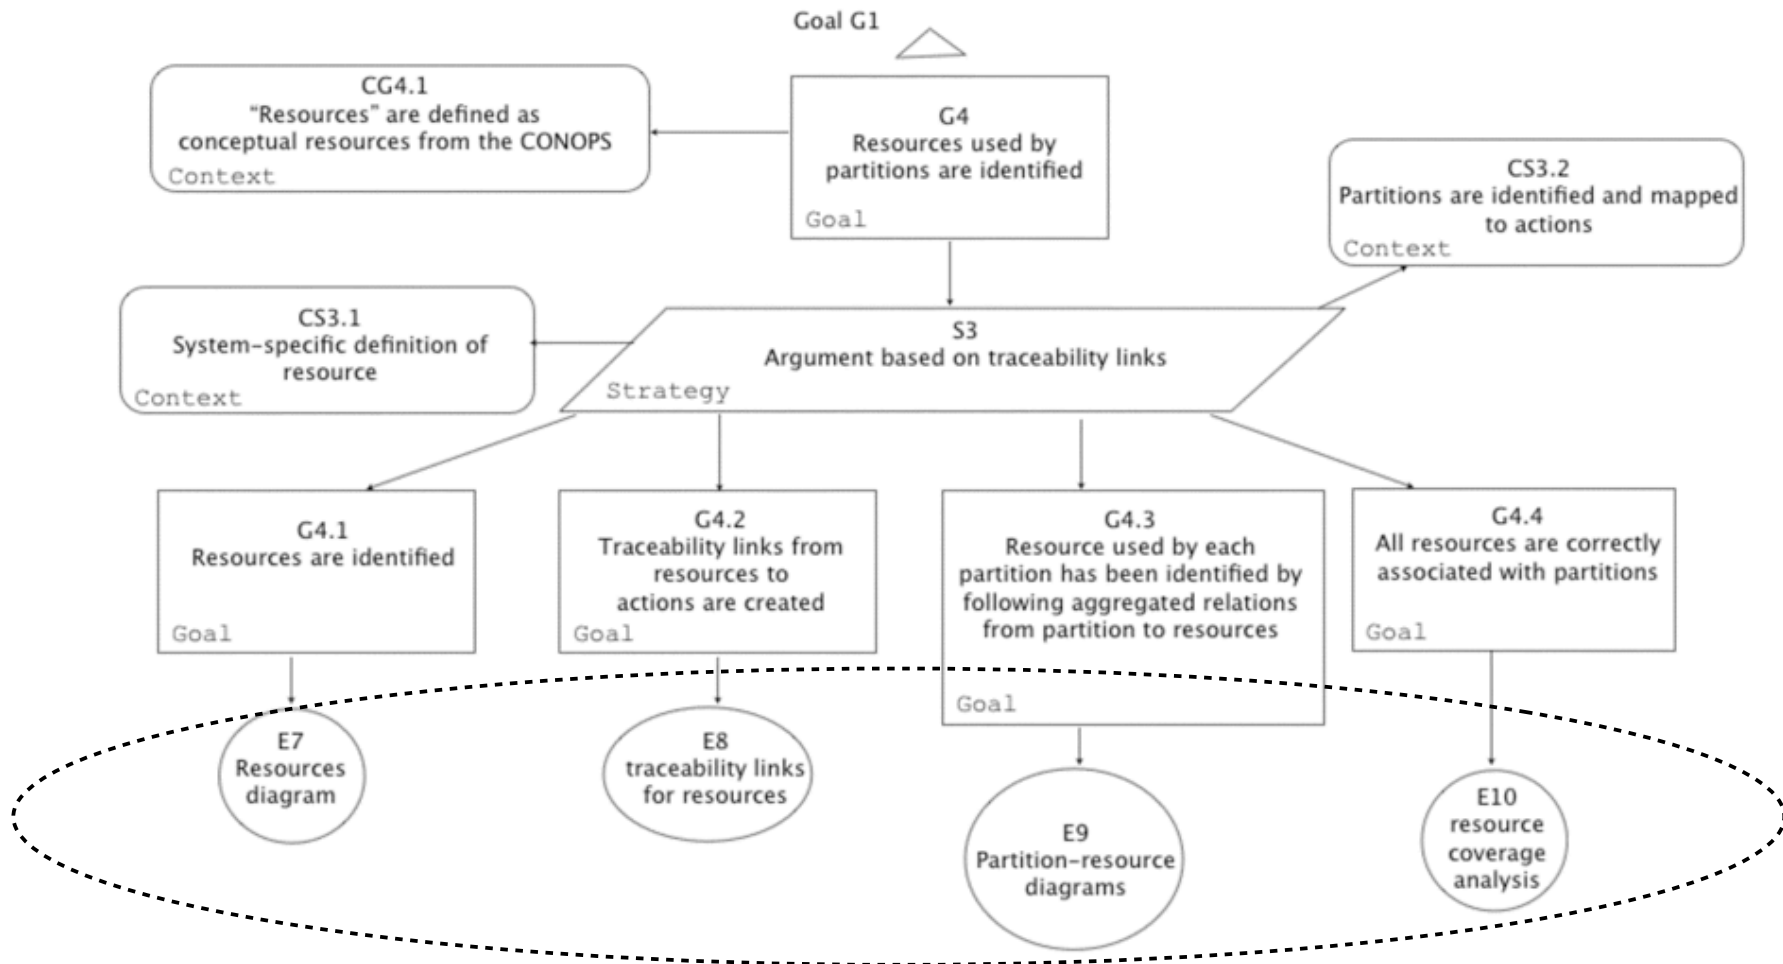 Goal G1
CG4.1
"Resources" are defined as
conceptual resources from the CONOPS
Context
G4
Resources used by
partitions are identified
Goal
CS3.2
Partitions are identified and mapped
to actions
Context
CS3.1
System-specific definition of
resource
Context
S3
Argument based on traceability links
Strategy
G4.1
Resources are identified
Goal
G4.2
Traceability links from
resources to
actions are created
Goal
G4.3
Resource used by each
partition has been identified by
following aggregated relations
from partition to resources
Goal
G4.4
All resources are correctly
associated with partitions
Goal
E7
Resources
diagram
E8
traceability links
for resources
E9
Partition-resource
diagrams
E10
resource
coverage
analysis